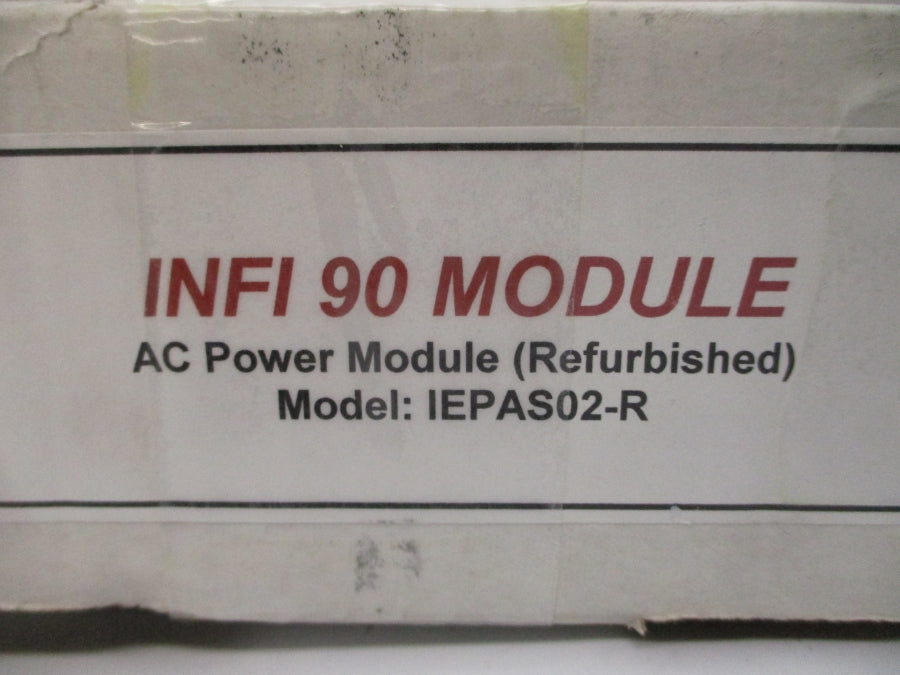 INFI 90 MODULE
AC Power Module (Refurbished)
Model: IEPAS02-R